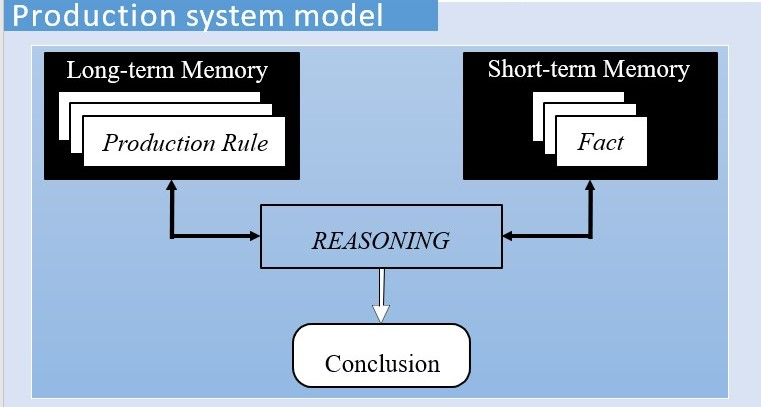 Production system model
Long-term Memory
Production Rule
Short-term Memory
Fact
REASONING
Conclusion